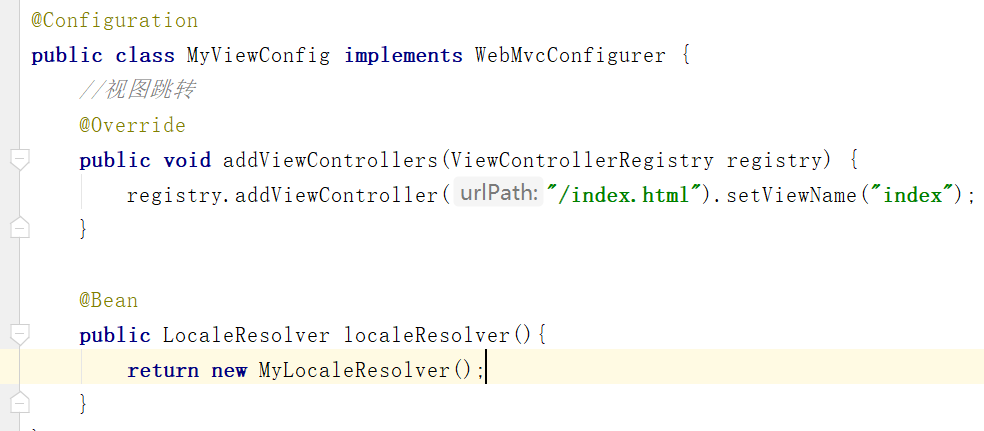 @Configuration
public class MyViewConfig implements WebMvcConfigurer {
    //视图跳转
    @Override
    public void addViewControllers(ViewControllerRegistry registry) {
        registry.addViewController( urlPath: "/index.html").setViewName("index");
    }

    @Bean
    public LocaleResolver localeResolver(){
        return new MyLocaleResolver();
    }